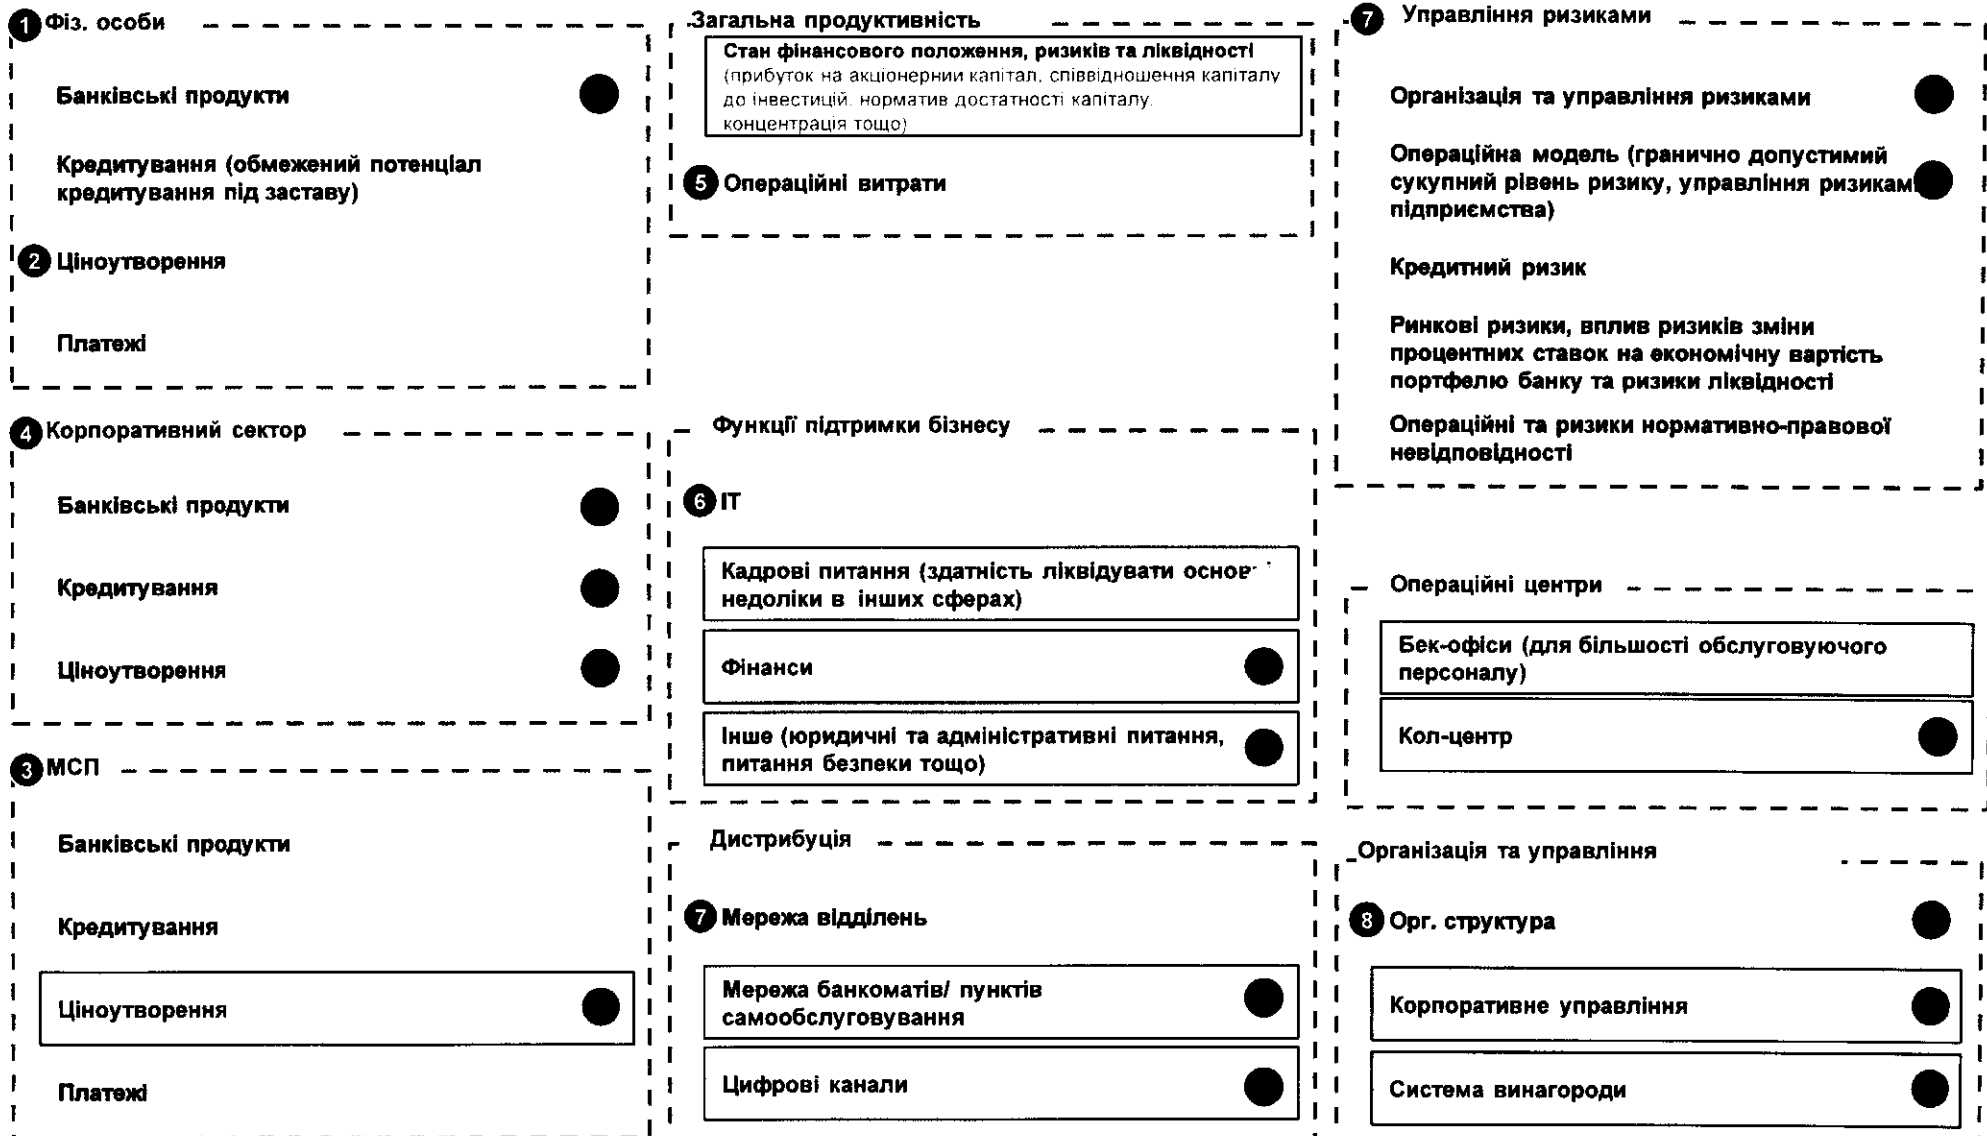 1 Фіз. особи
Банківські продукти
Кредитування (обмежений потенціал
кредитування під заставу)
2 Ціноутворення
Платежі
4 Корпоративний сектор
Банківські продукти
Кредитування
Ціноутворення
3 МСП
Банківські продукти
Кредитування
Ціноутворення
Платежі
Загальна продуктивність
Стан фінансового положення, ризиків та ліквідності
(прибуток на акціонернии капітал, співвідношення капіталу
до інвестицій, норматив достатності капіталу,
концентрація тощо)
5 Операційні витрати
Функції підтримки бізнесу
6 ІТ
Кадрові питання (здатність ліквідувати
недоліки в інших сферах)
Фінанси
Інше (юридичні та адміністративні питання,
питання безпеки тощо)
Дистрибуція
7 Мережа відділень
Мережа банкоматів/ пунктів
самообслуговування
Цифрові канали
7 Управління ризиками
Організація та управління ризиками
Операційна модель (гранично допустимий
сукупний рівень ризику, управління ризикам
підприємства)
Кредитний ризик
Ринкові ризики, вплив ризиків зміни
процентних ставок на економічну вартість
портфелю банку та ризики ліквідності
Операційні та ризики нормативно-правової
невідповідності
Операційні центри
Бек-офіси (для більшості обслуговуючого
персоналу)
Кол-центр
Організація та управління
8 Орг. структура
Корпоративне управління
Система винагороди